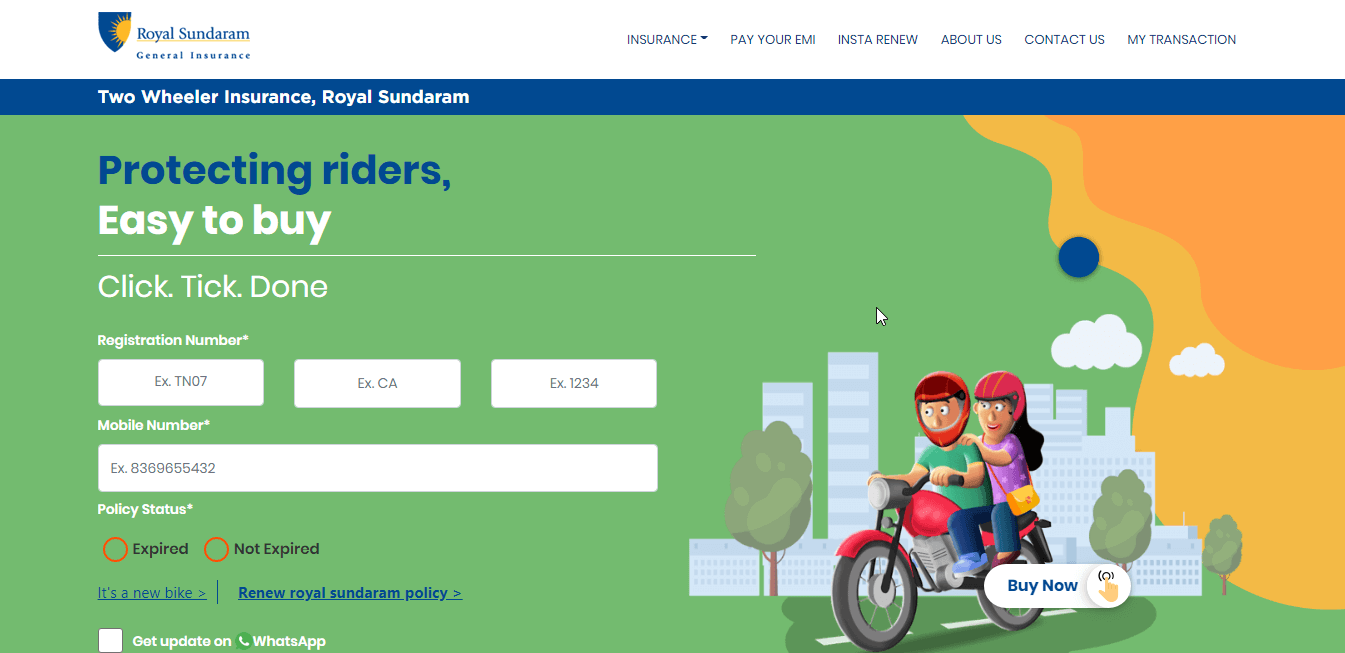 Royal Sundaram
General Insurance
INSURANCE PAY YOUR EMI INSTA RENEW ABOUT US CONTACT US MY TRANSACTION
Two Wheeler Insurance, Royal Sundaram
Protecting riders,
Easy to buy
Click. Tick. Done
Registration Number*
Ex. TN07 Ex. CA Ex. 1234
Mobile Number*
Ex. 8369655432
Policy Status*
Expired Not Expired
It's a new bike > Renew royal sundaram policy >
Buy Now
Get update on WhatsApp